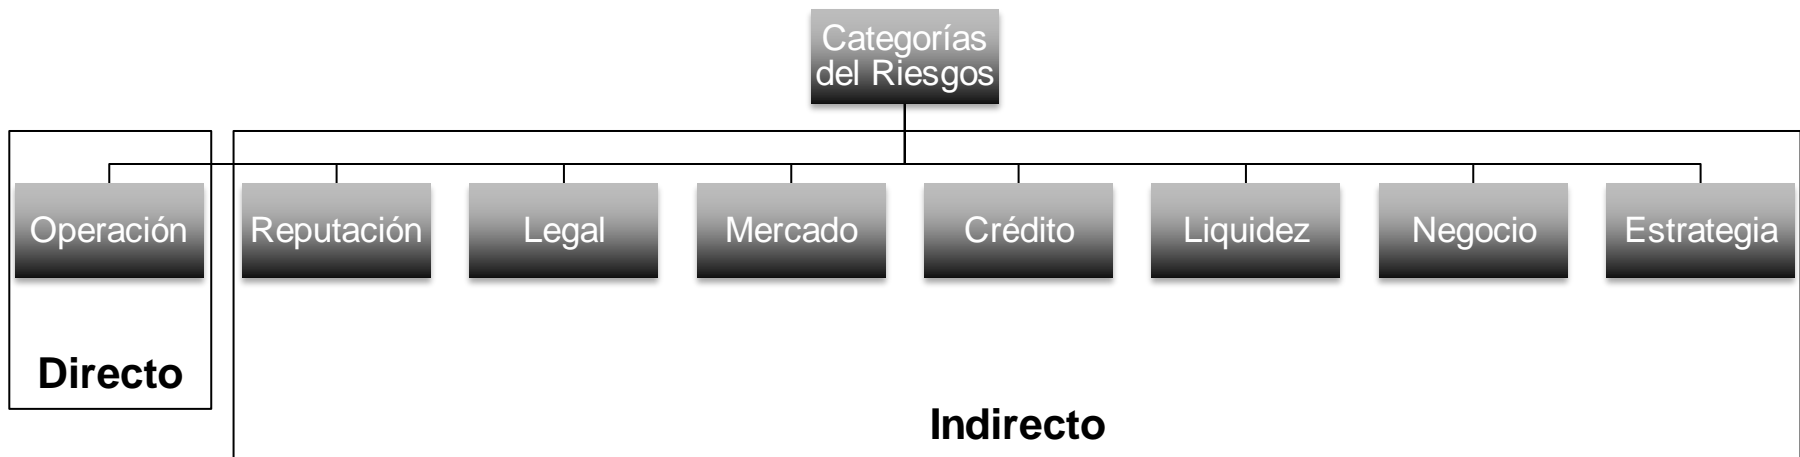 Categorías
del Riesgos
Operación
Reputación
Legal
Mercado
Crédito
Liquidez
Negocio
Estrategia
Directo
Indirecto